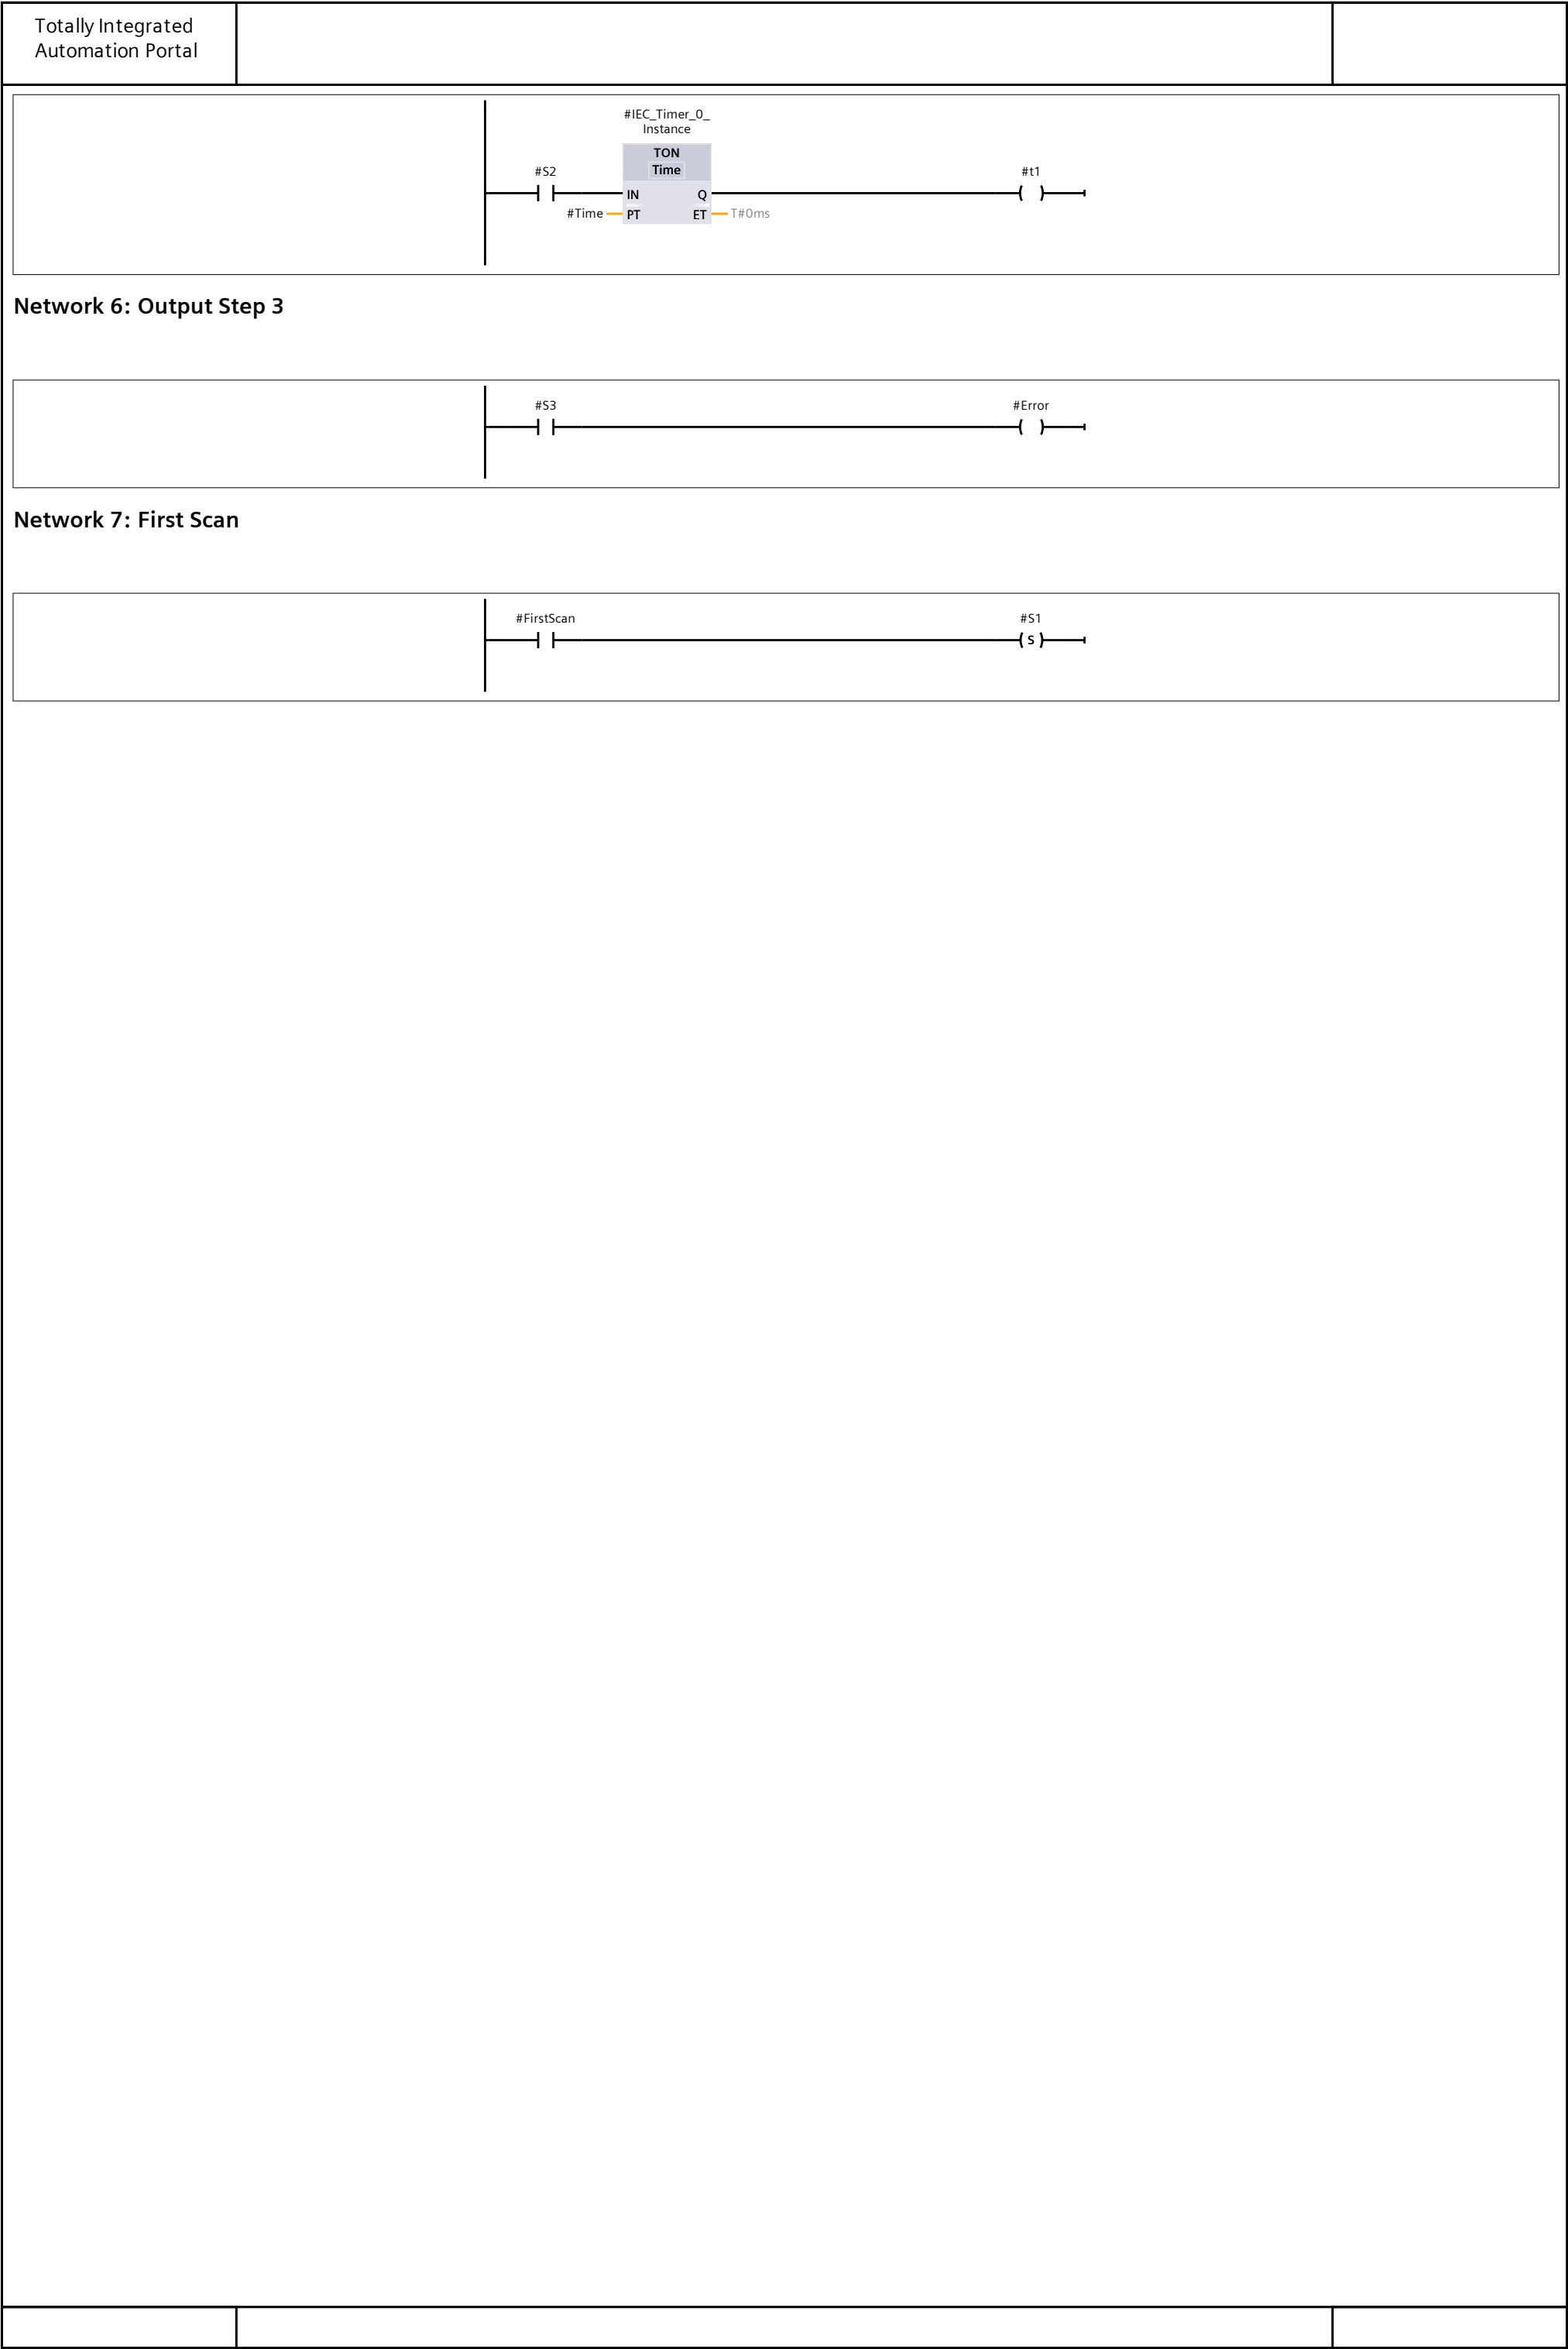 Totally Integrated
Automation Portal
#IEC_Timer_0_
Instance
TON
Time
#S2
#t1
IN Q
#Time PT ET T#0ms
Network 6: Output Step 3
#S3 #Error
Network 7: First Scan
#FirstScan #S1
S